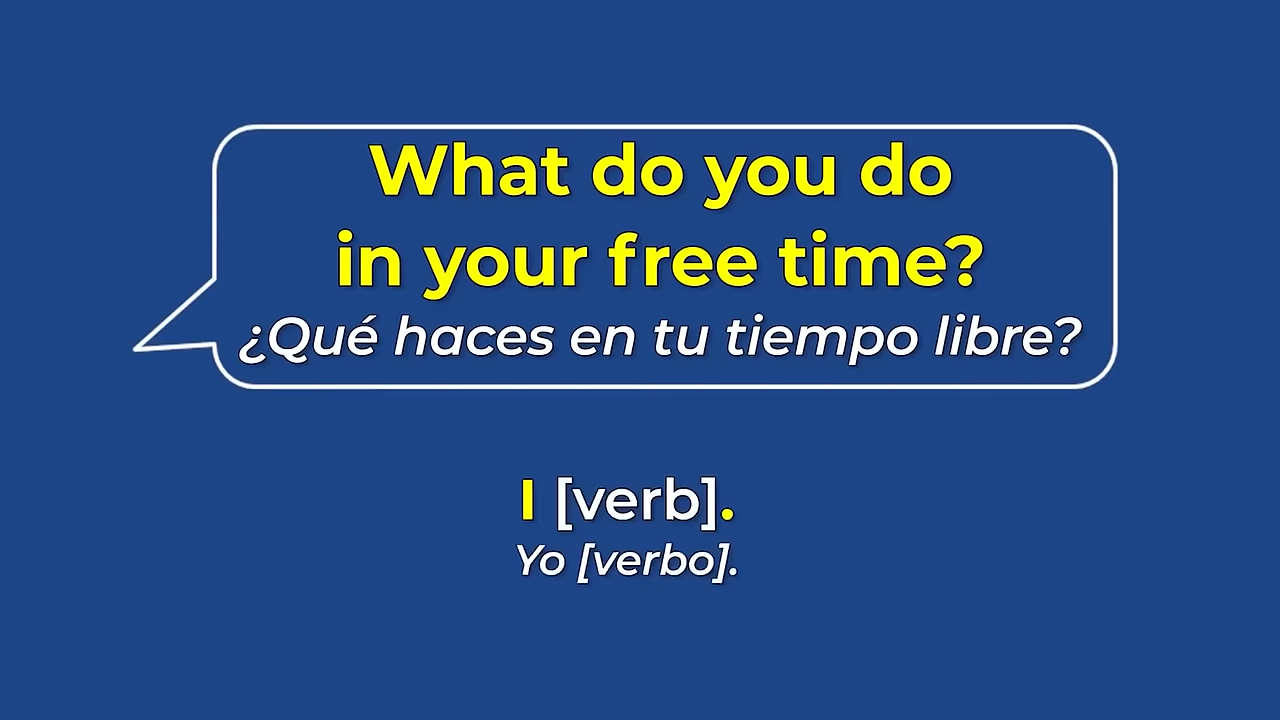 What do you do
in your free time?
¿Qué haces en tu tiempo libre?
I [verb].
Yo [verbo].